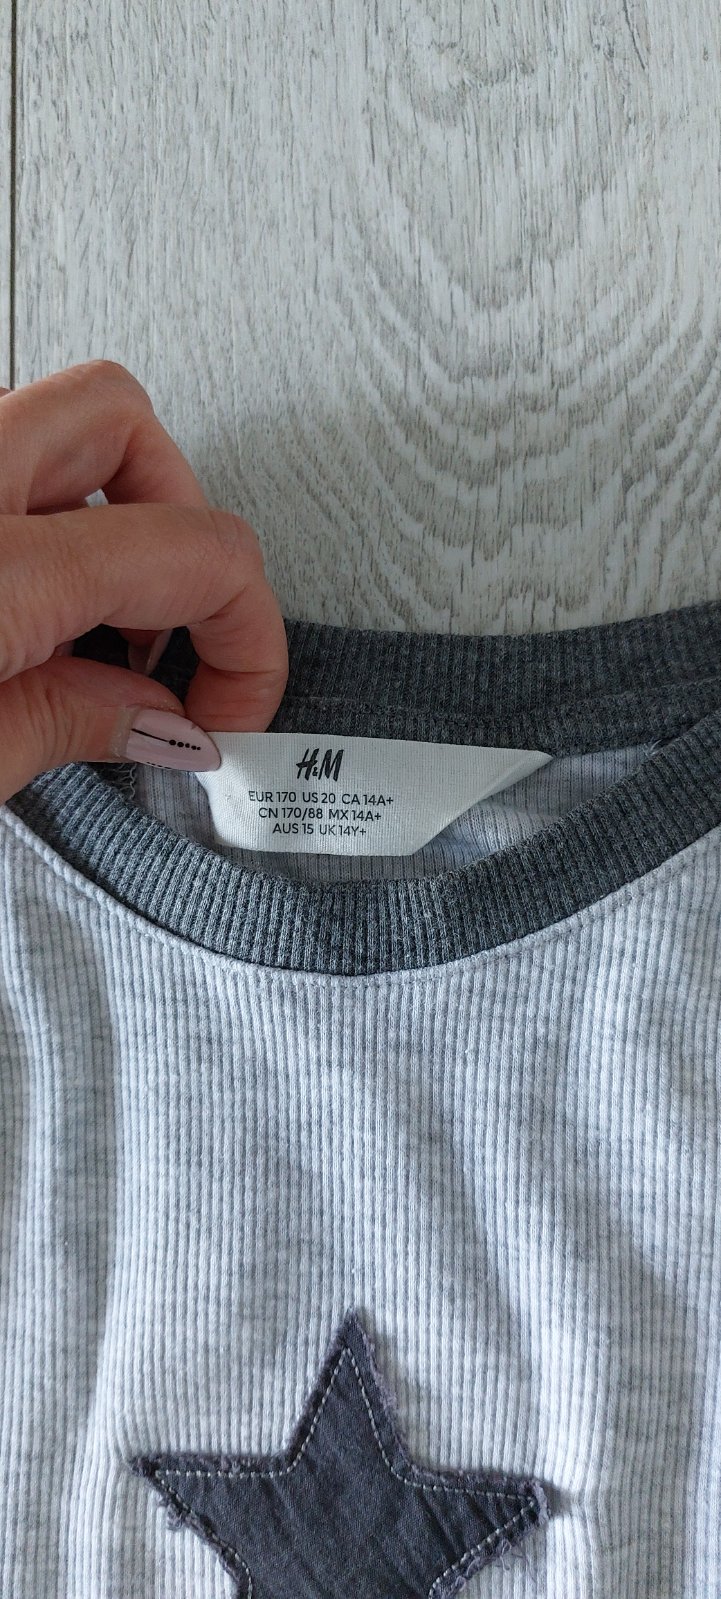 H&M
EUR 170 US 20 CA 14A+
CN 170/88 MX 14A+
AUS 15 UK 14Y+